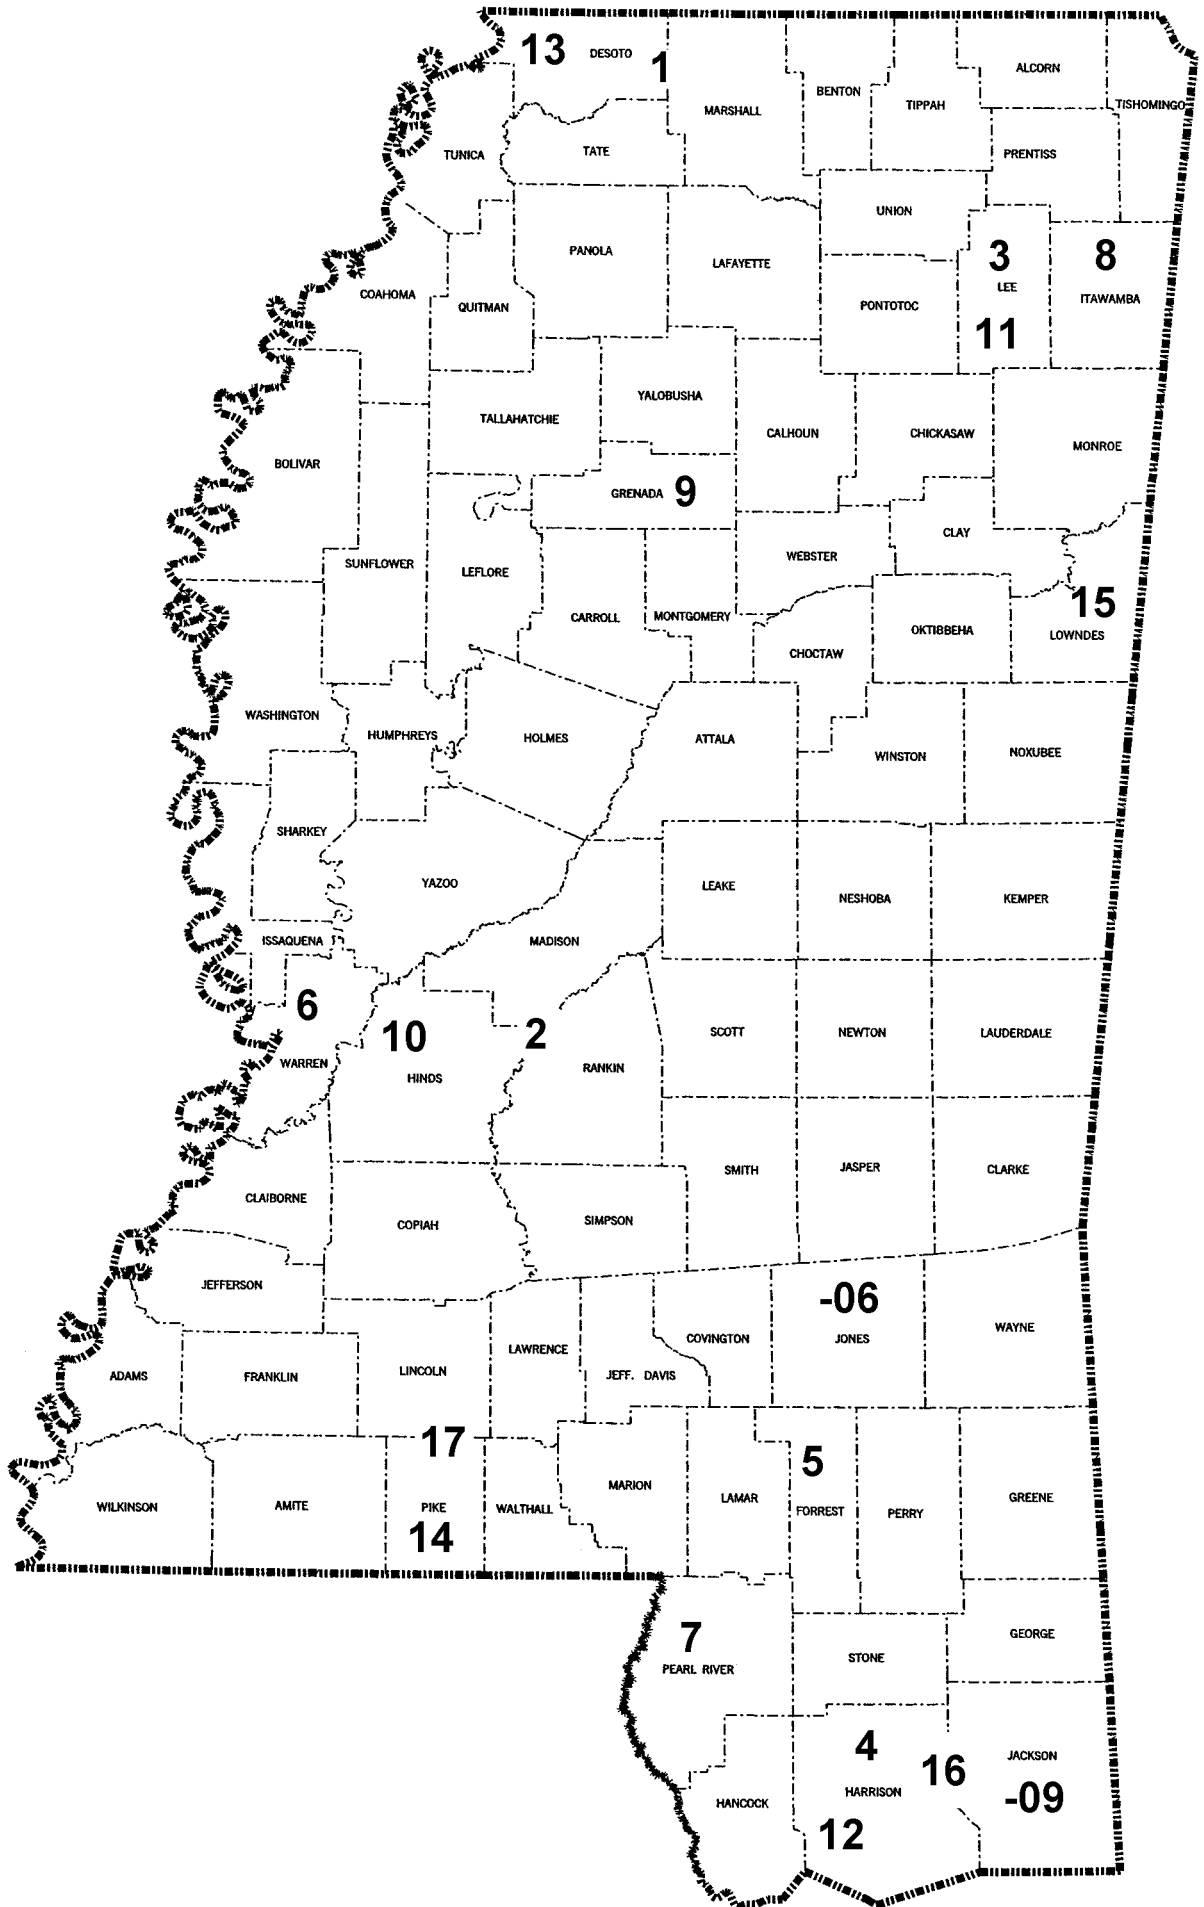 13 DESOTO 1
MARSHALL
BENTON
TIPPAH
ALCORN
TISHOMINGO
TUNICA
TATE
PRENTISS
UNION
PANOLA
LAFAYETTE
3
LEE
11
8
ITAWAMBA
COAHOMA
QUITMAN
PONTOTOC
TALLAHATCHIE
YALOBUSHA
CALHOUN
CHICKASAW
MONROE
BOLIVAR
GRENADA 9
CLAY
SUNFLOWER
LEFLORE
WEBSTER
CARROLL
MONTGOMERY
15
LOWNDES
OKTIBBEHA
CHOCTAW
WASHINGTON
HUMPHREYS
HOLMES
ATTALA
WINSTON
NOXUBEE
SHARKEY
YAZOO
LEAKE
NESHOBA
KEMPER
ISSAQUENA
MADISON
6
WARREN
10
HINDS
2
RANKIN
SCOTT
NEWTON
LAUDERDALE
SMITH
JASPER
CLARKE
CLAIBORNE
COPIAH
SIMPSON
JEFFERSON
-06
JONES
WAYNE
COVINGTON
LAWRENCE
JEFF. DAVIS
ADAMS
FRANKLIN
LINCOLN
17
5
FORREST
MARION
LAMAR
PERRY
GREENE
WILKINSON
AMITE
PIKE
14
WALTHALL
7
PEARL RIVER
STONE
GEORGE
4
HARRISON
16
JACKSON
-09
HANCOCK
12